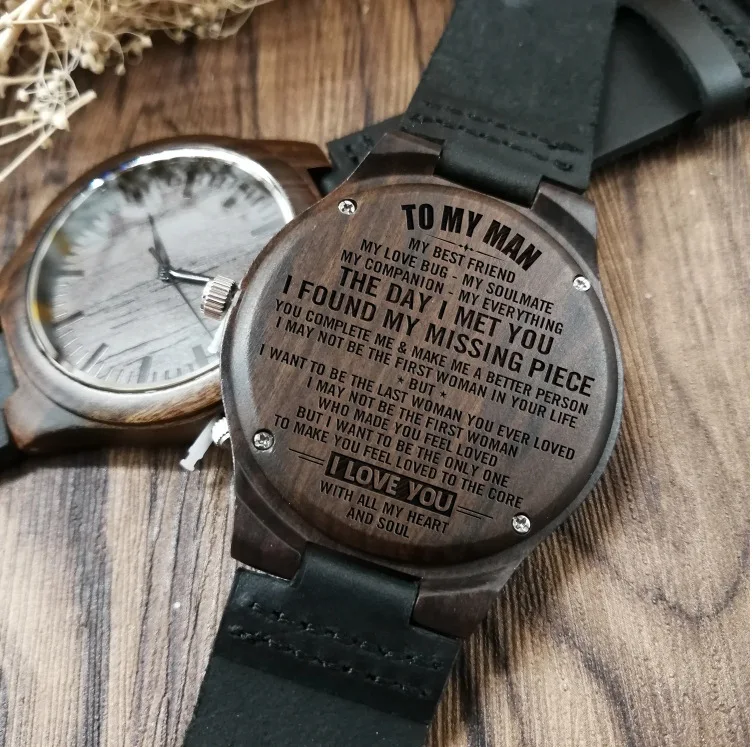 TO MY MAN
MY BEST FRIEND
MY LOVE BUG - MY SOULMATE
MY COMPANION - MY EVERYTHING
THE DAY I MET YOU
I FOUND MY MISSING PIECE
YOU COMPLETE ME & MAKE ME A BETTER PERSON
I MAY NOT BE THE FIRST WOMAN IN YOUR LIFE
* BUT *
I WANT TO BE THE LAST WOMAN YOU EVER LOVED
I MAY NOT BE THE FIRST WOMAN
WHO MADE YOU FEEL LOVED
BUT I WANT TO BE THE ONLY ONE
TO MAKE YOU FEEL LOVED TO THE CORE
I LOVE YOU
WITH ALL MY HEART
AND SOUL